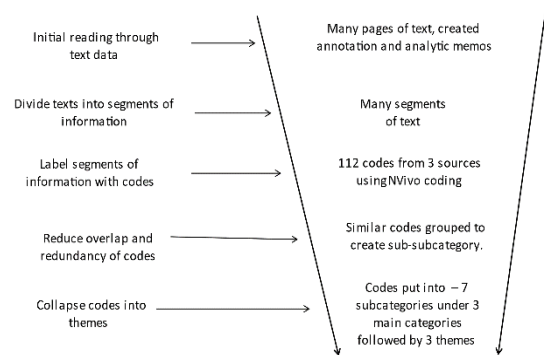 Initial reading through
text data
Many pages of text, created
annotation and analytic memos
Divide texts into segments of
information
Many segments
of text
Label segments of
information with codes
112 codes from 3 sources
usingNVivo coding
Reduce overlap and
redundancy of codes
Similar codes grouped to
create sub-subcategory.
Collapse codes into
themes
Codes put into – 7
subcategories under 3
main categories
followed by 3 themes